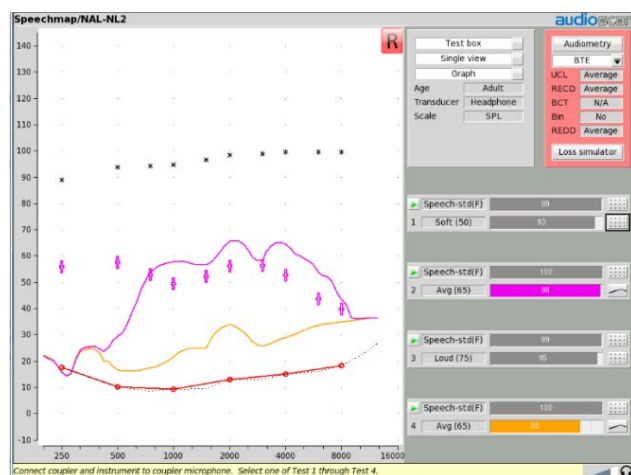 Speechmap/NAL-NL2
audioscan
R
140
130
120
110
100
90
80
70
60
50
40
30
20
10
0
-10
250 500 1000 2000 4000 8000 16000
Test box
Single view
Graph
Age Adult
Transducer Headphone
Scale SPL
Audiometry
BTE
UCL Average
RECD Average
BCT N/A
Bin No
REDD Average
Loss simulator
Speech-std(F) 99
1 Soft (50) 93
Speech-std(F) 100
2 Avg (65) 98
Speech-std(F) 99
3 Loud (75) 95
Speech-std(F) 100
4 Avg (65)
Connect coupler and instrument to coupler microphone. Select one of Test 1 through Test 4.